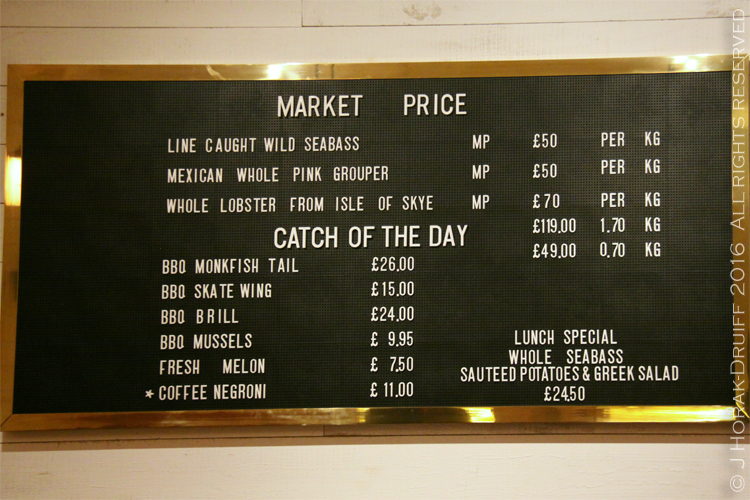 MARKET PRICE
LINE CAUGHT WILD SEABASS MP £50 PER KG
MEXICAN WHOLE PINK GROUPER MP £50 PER KG
WHOLE LOBSTER FROM ISLE OF SKYE MP £70 PER KG
£119.00 1.70 KG
£49.00 0.70 KG
CATCH OF THE DAY
BBQ MONKFISH TAIL £26.00
BBQ SKATE WING £15.00
BBQ BRILL £24.00
BBQ MUSSELS £ 9.95
FRESH MELON £ 7.50
* COFFEE NEGRONI £ 11.00
LUNCH SPECIAL
WHOLE SEABASS
SAUTEED POTATOES & GREEK SALAD
£24.50
© J HORAK-DRUIFF 2016 ALL RIGHTS RESERVED